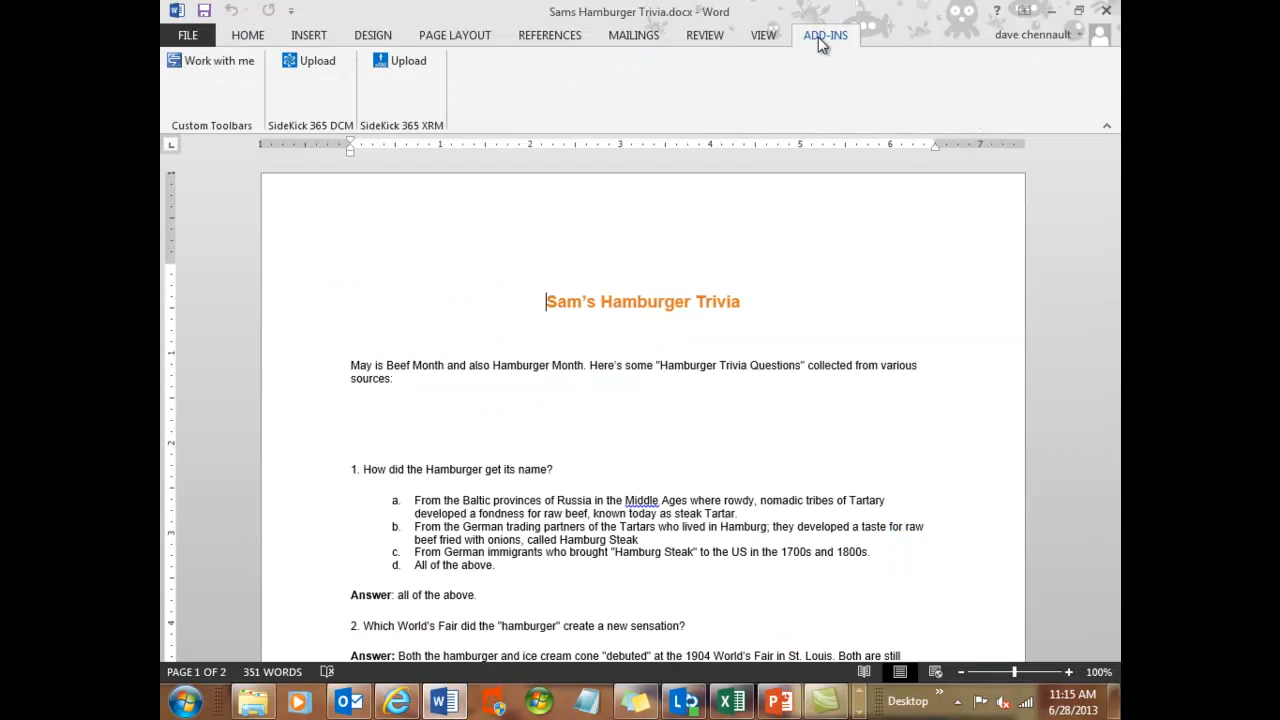 Sams Hamburger Trivia.docx - Word
FILE HOME INSERT DESIGN PAGE LAYOUT REFERENCES MAILINGS REVIEW VIEW ADD-INS dave chennault
Work with me Upload Upload
Custom Toolbars SideKick 365 DCM SideKick 365 XRM
1 1 2 3 4 5 6 7
Sam’s Hamburger Trivia
May is Beef Month and also Hamburger Month. Here’s some "Hamburger Trivia Questions" collected from various
sources:
1. How did the Hamburger get its name?
a. From the Baltic provinces of Russia in the Middle Ages where rowdy, nomadic tribes of Tartary
developed a fondness for raw beef, known today as steak Tartar.
b. From the German trading partners of the Tartars who lived in Hamburg; they developed a taste for raw
beef fried with onions, called Hamburg Steak
c. From German immigrants who brought "Hamburg Steak" to the US in the 1700s and 1800s.
d. All of the above.
Answer: all of the above.
2. Which World’s Fair did the "hamburger" create a new sensation?
Answer: Both the hamburger and ice cream cone "debuted" at the 1904 World’s Fair in St. Louis. Both are still
PAGE 1 OF 2 351 WORDS 100%
Desktop 11:15 AM
6/28/2013